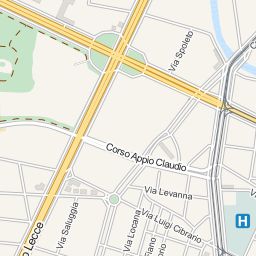 Via Spoleto
Corso Appio Claudio
Via Levanna
Via Saluggia
Via Locana
Via Luigi Cibrario
Lecce
H